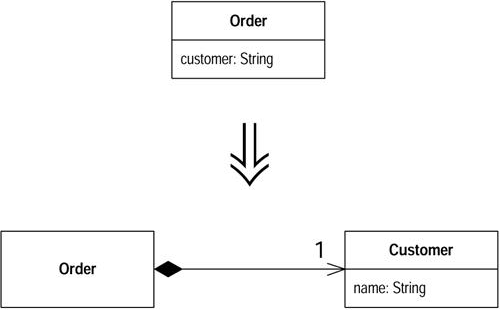 Order
customer: String
1
Customer
Order
name: String